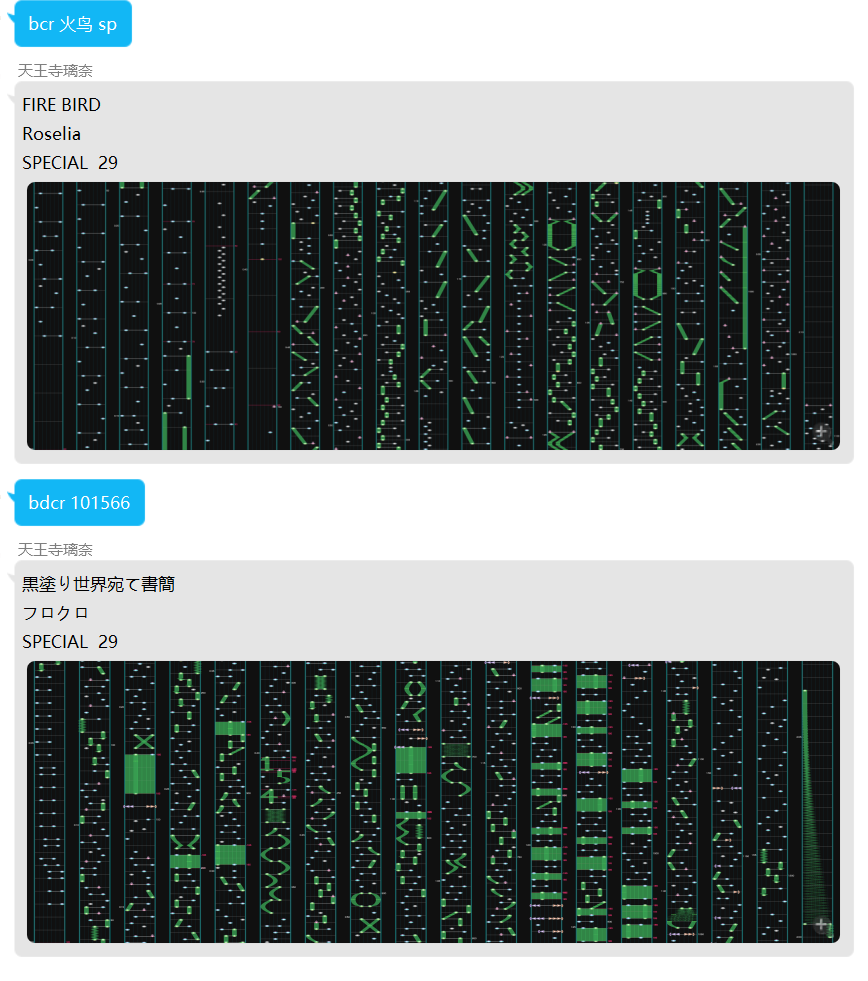 bcr 火鸟 sp
天王寺璃奈
FIRE BIRD
Roselia
SPECIAL 29
bdcr 101566
天王寺璃奈
黒塗り世界宛て書簡
フロクロ
SPECIAL 29